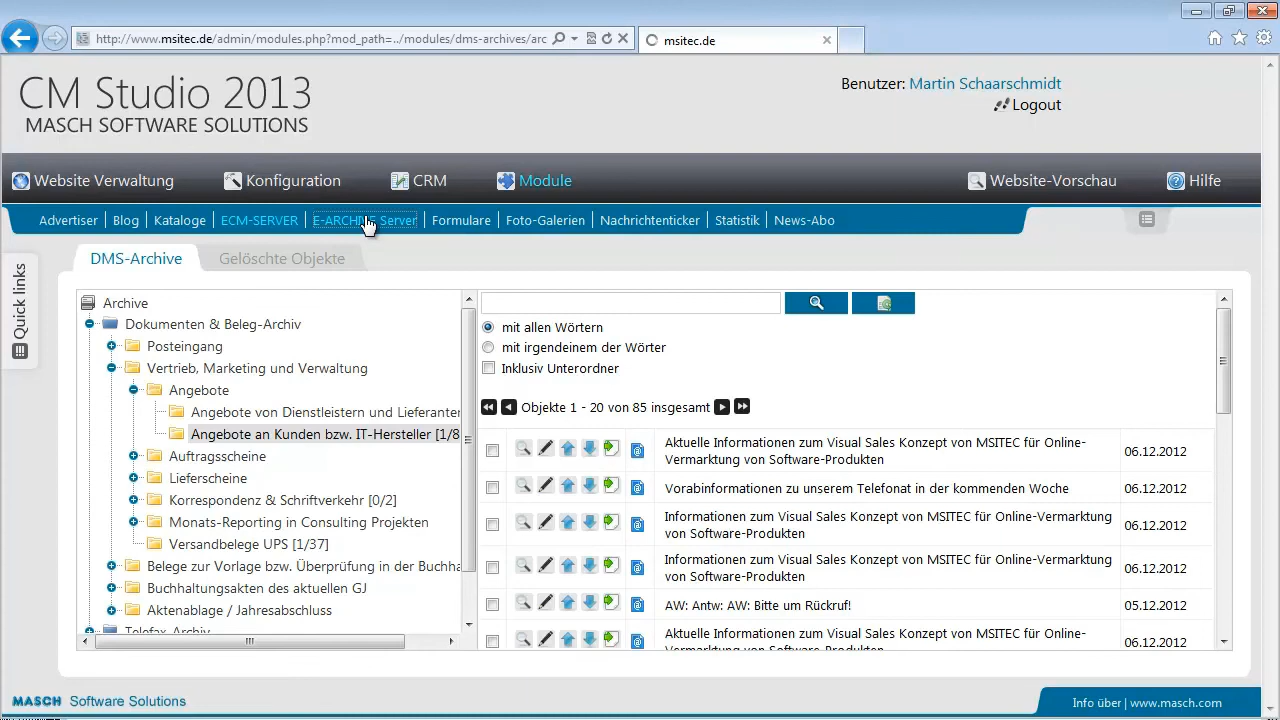 http://www.msitec.de/admin/modules.php?mod_path=../modules/dms-archives/arc
msitec.de
CM Studio 2013
MASCH SOFTWARE SOLUTIONS
Benutzer: Martin Schaarschmidt
Logout
Website Verwaltung
Konfiguration
CRM
Module
Website-Vorschau
Hilfe
Advertiser
Blog
Kataloge
ECM-SERVER
E-ARCHIV Server
Formulare
Foto-Galerien
Nachrichtenticker
Statistik
News-Abo
Quick links
DMS-Archive
Gelöschte Objekte
Archive
Dokumenten & Beleg-Archiv
Posteingang
Vertrieb, Marketing und Verwaltung
Angebote
Angebote von Dienstleistern und Lieferanten
Angebote an Kunden bzw. IT-Hersteller [1/8
Auftragsscheine
Lieferscheine
Korrespondenz & Schriftverkehr [0/2]
Monats-Reporting in Consulting Projekten
Versandbelege UPS [1/37]
Belege zur Vorlage bzw. Überprüfung in der Buchha
Buchhaltungsakten des aktuellen GJ
Aktenablage / Jahresabschluss
Telefax-Archiv
mit allen Wörtern
mit irgendeinem der Wörter
Inklusiv Unterordner
Objekte 1 - 20 von 85 insgesamt
Aktuelle Informationen zum Visual Sales Konzept von MSITEC für Online-
Vermarktung von Software-Produkten
06.12.2012
Vorabinformationen zu unserem Telefonat in der kommenden Woche
06.12.2012
Informationen zum Visual Sales Konzept von MSITEC für Online-Vermarktung
von Software-Produkten
06.12.2012
Informationen zum Visual Sales Konzept von MSITEC für Online-Vermerktung
von Software-Produkten
06.12.2012
AW: Antw: AW: Bitte um Rückruf!
05.12.2012
Aktuelle Informationen zum Visual Sales Konzept von MSITEC für Online-
Vermarktung von Software-Produkten
06.12.2012
MASCH Software Solutions
Info über | www.masch.com